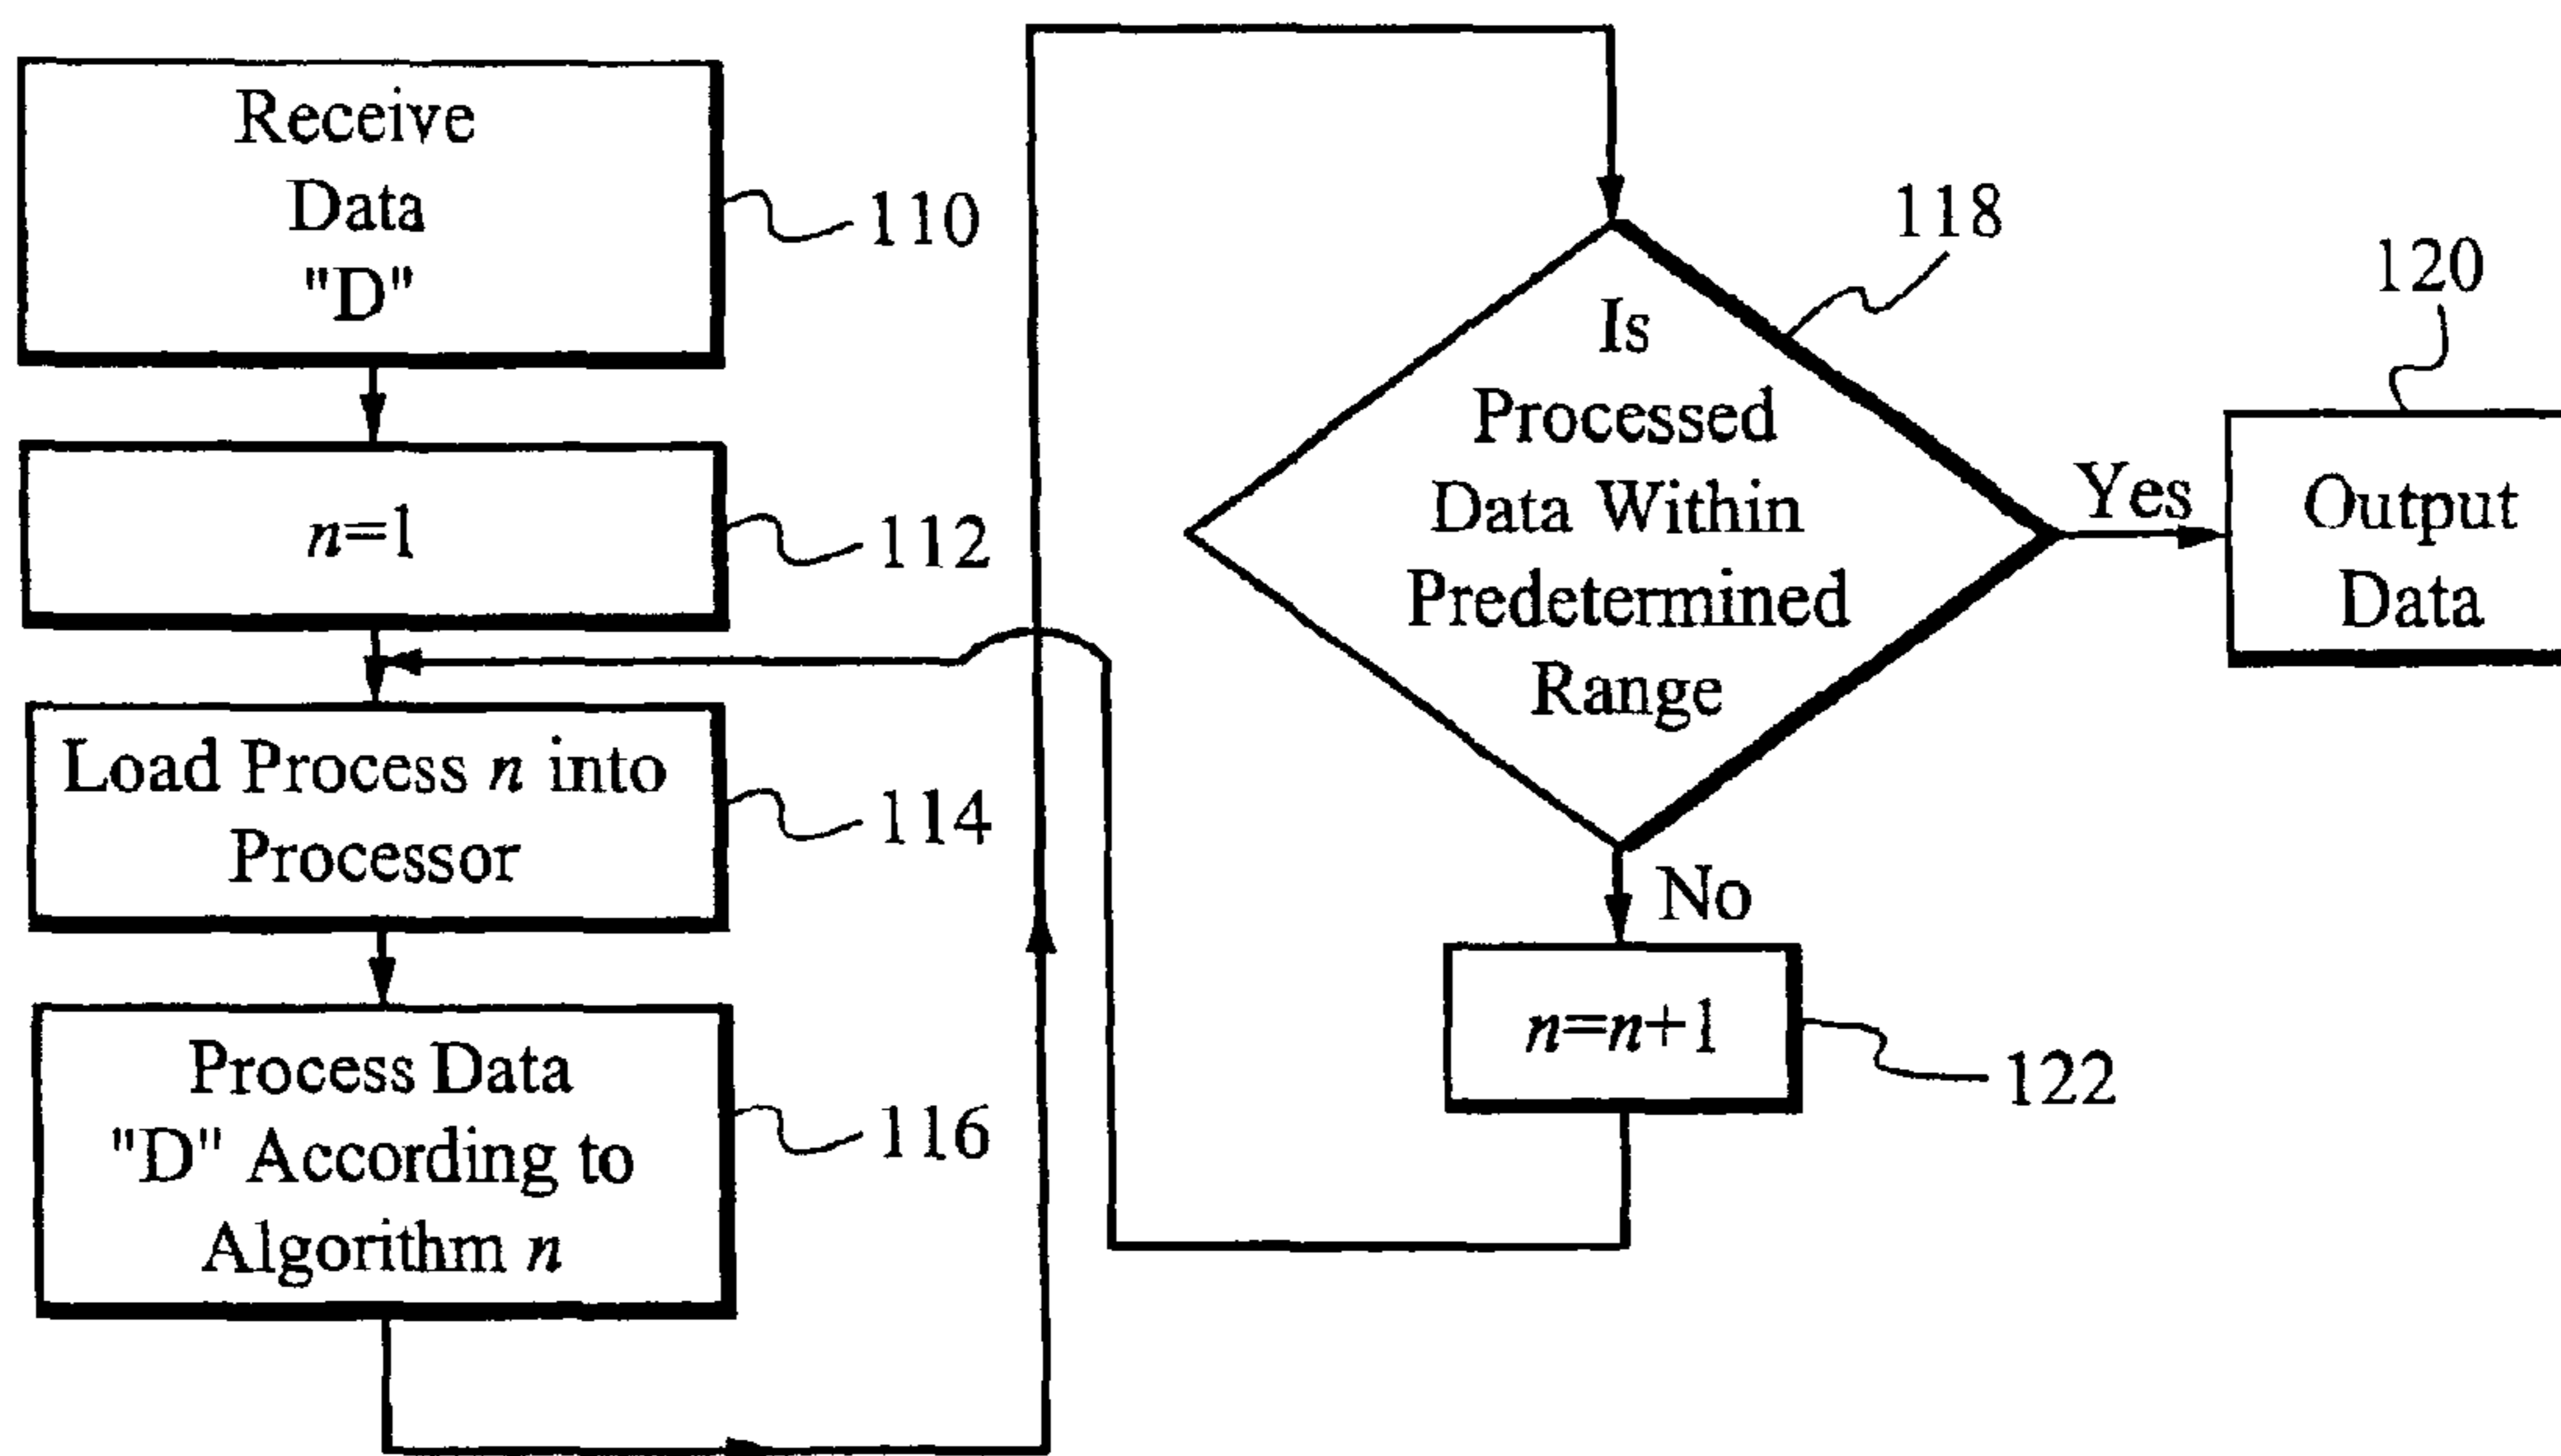 Receive
Data
"D"
110
n=1
112
Load Process n into
Processor
114
Process Data
"D" According to
Algorithm n
116
Is
Processed
Data Within
Predetermined
Range
118
Yes
120
Output
Data
No
n=n+1
122